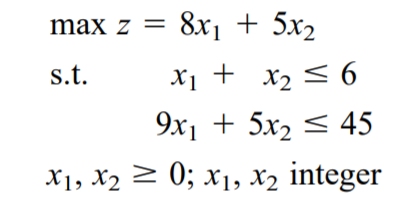 max z = 8x₁ + 5x₂
s.t. x₁ + x₂ ≤ 6
9x₁ + 5x₂ ≤ 45
x₁, x₂ ≥ 0; x₁, x₂ integer